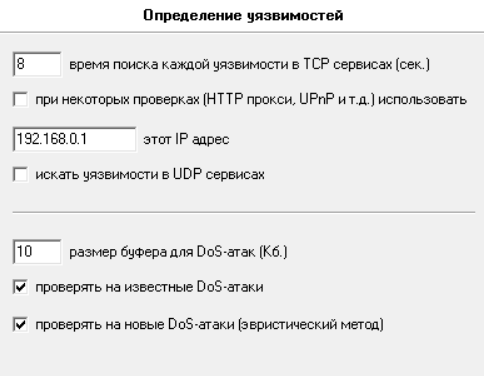 Определение уязвимостей
8 время поиска каждой уязвимости в TCP сервисах (сек.)
при некоторых проверках (HTTP прокси, UPnP и т.д.) использовать
192.168.0.1 этот IP адрес
искать уязвимости в UDP сервисах
10 размер буфера для DoS-атак (Кб.)
проверять на известные DoS-атаки
проверять на новые DoS-атаки (эвристический метод)